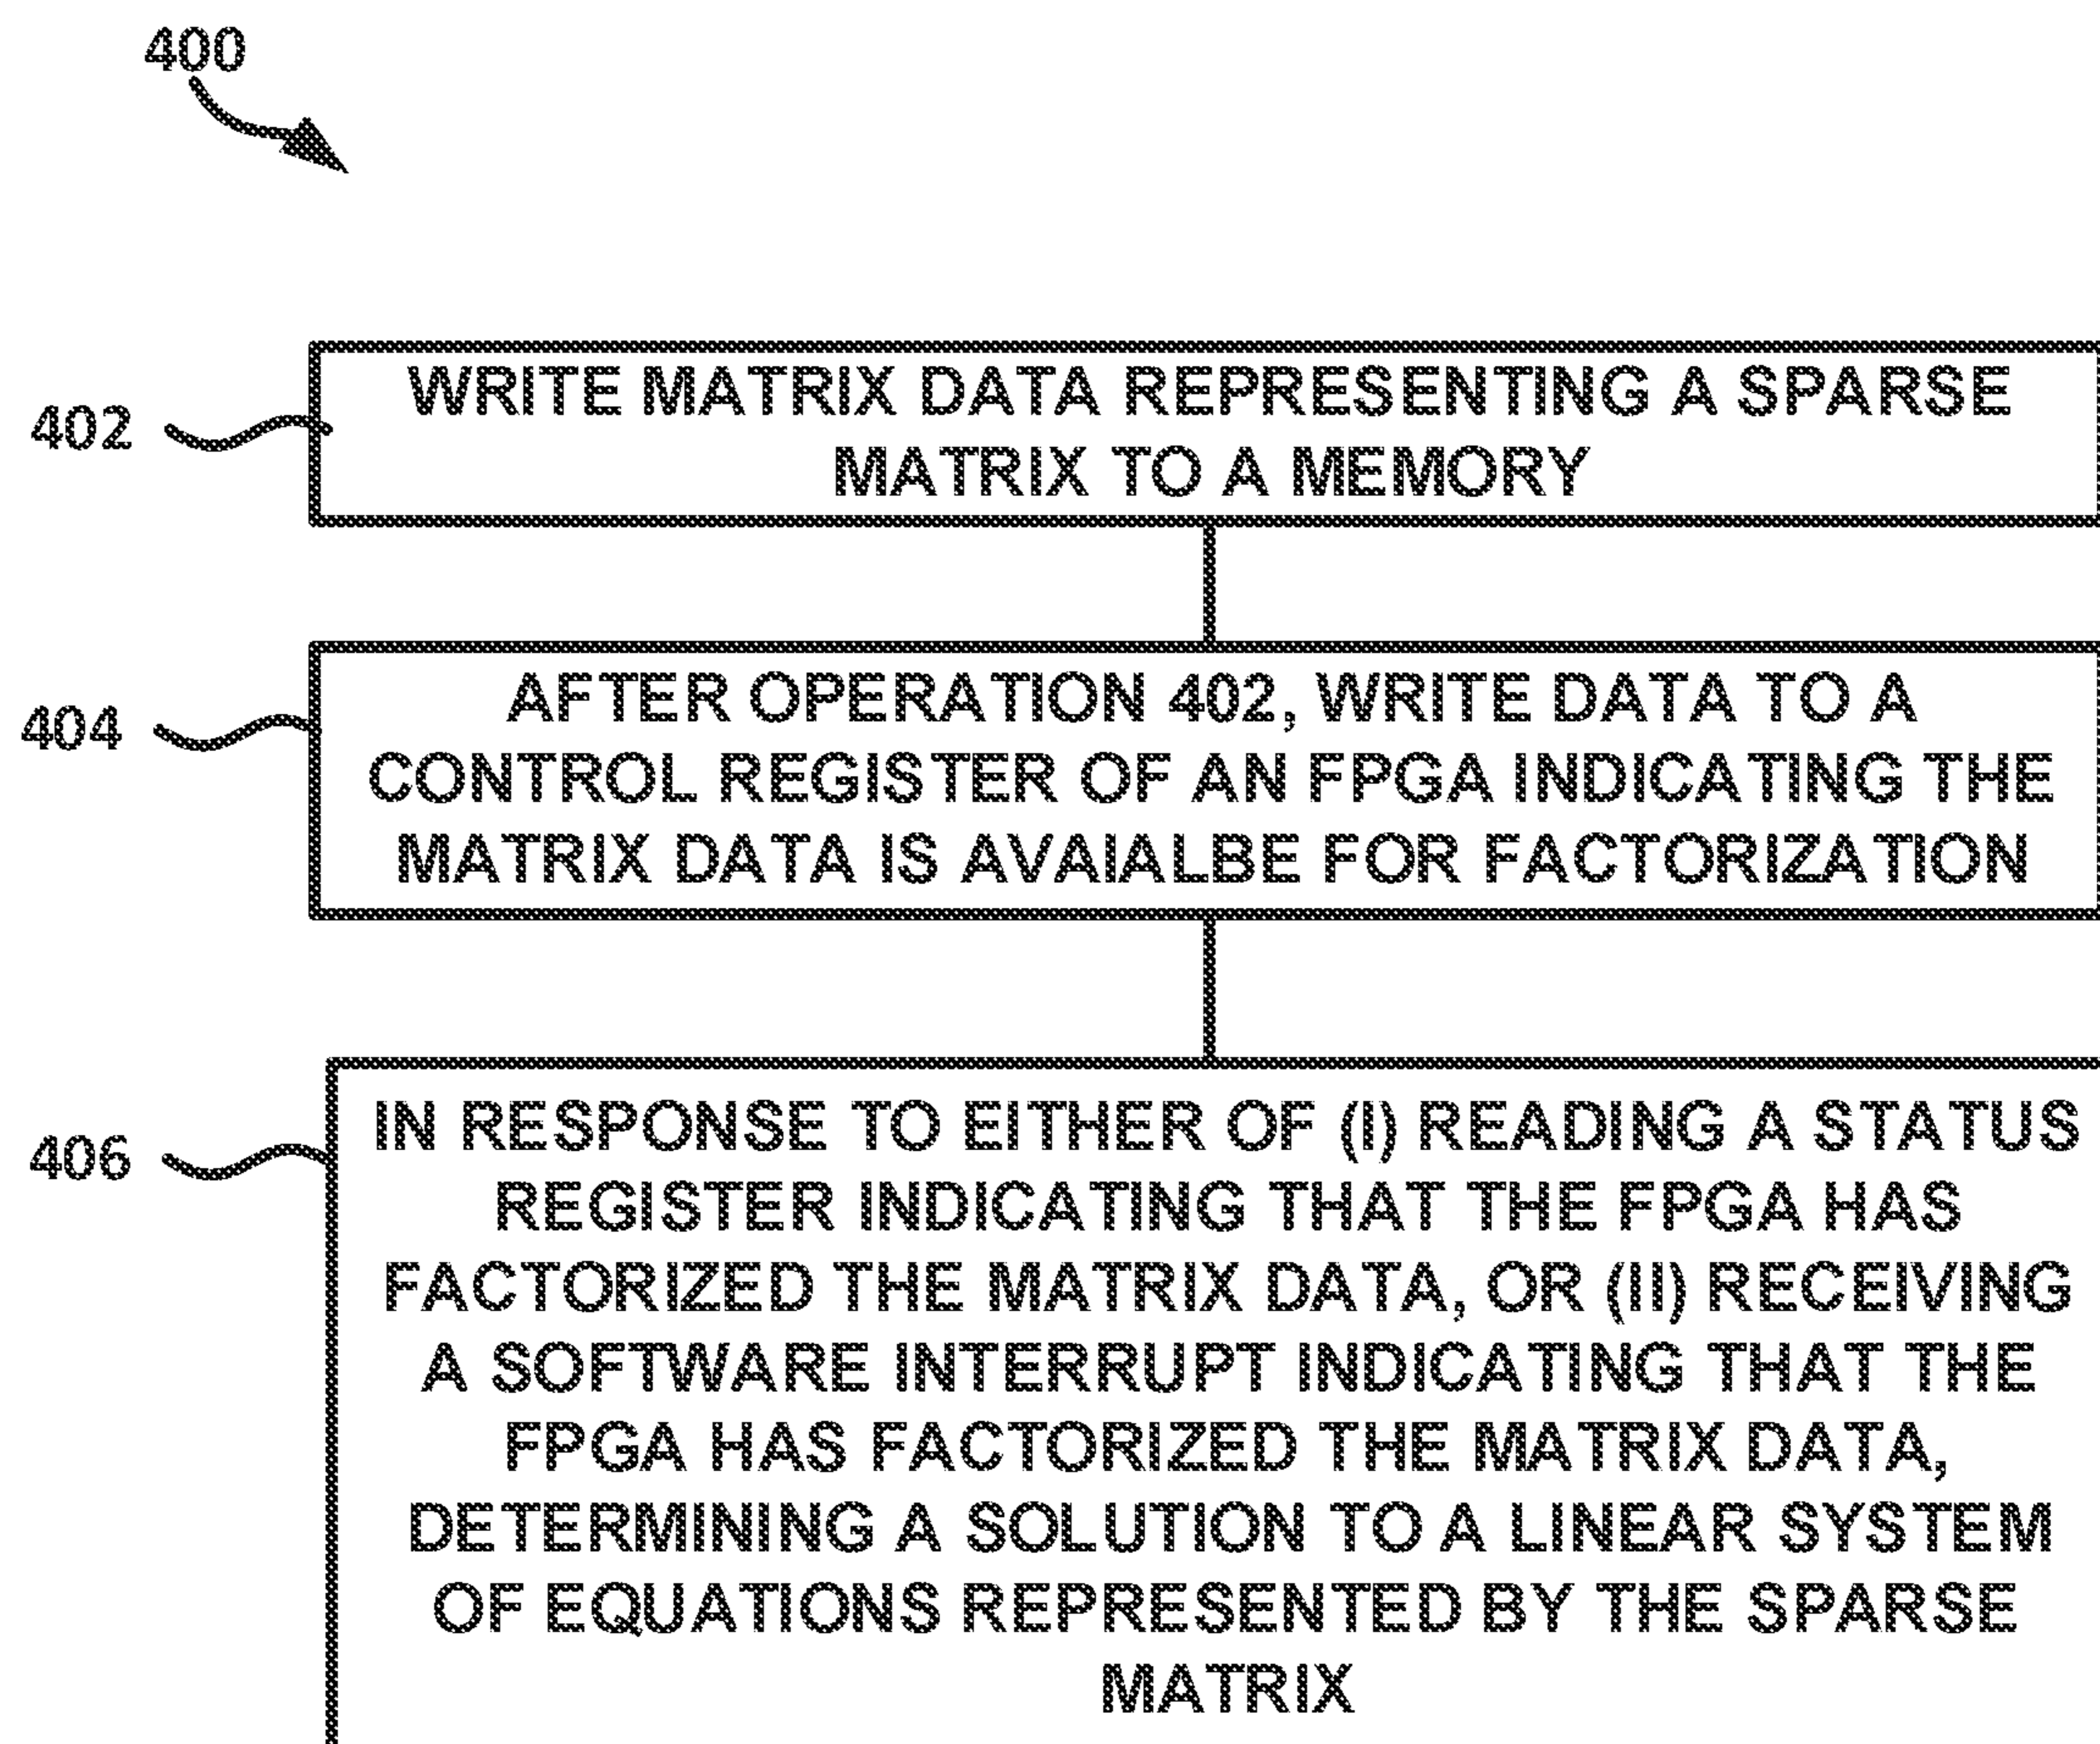 400
402
WRITE MATRIX DATA REPRESENTING A SPARSE
MATRIX TO A MEMORY
404
AFTER OPERATION 402, WRITE DATA TO A
CONTROL REGISTER OF AN FPGA INDICATING THE
MATRIX DATA IS AVAIALBE FOR FACTORIZATION
406
IN RESPONSE TO EITHER OF (I) READING A STATUS
REGISTER INDICATING THAT THE FPGA HAS
FACTORIZED THE MATRIX DATA, OR (II) RECEIVING
A SOFTWARE INTERRUPT INDICATING THAT THE
FPGA HAS FACTORIZED THE MATRIX DATA,
DETERMINING A SOLUTION TO A LINEAR SYSTEM
OF EQUATIONS REPRESENTED BY THE SPARSE
MATRIX